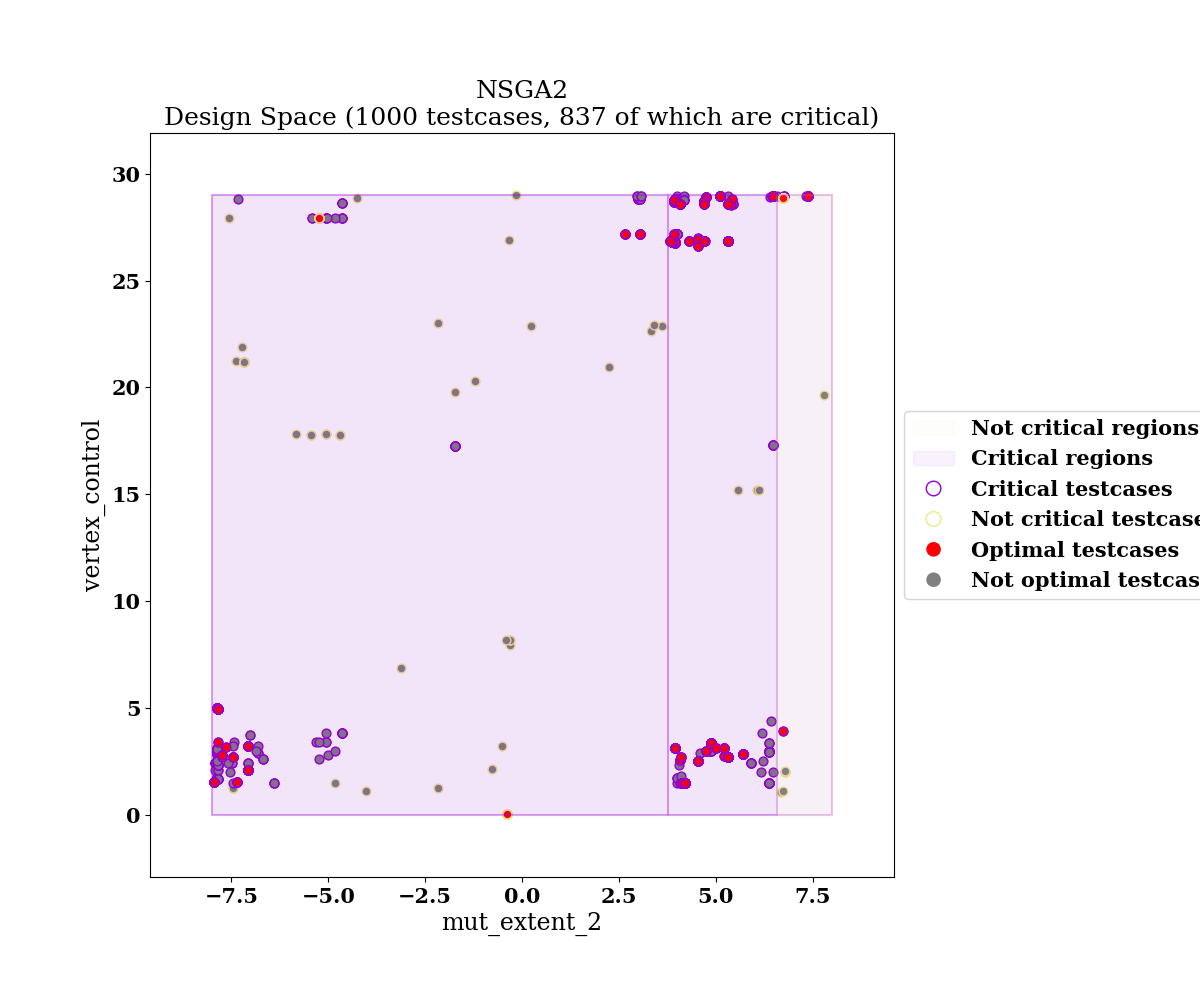 NSGA2
Design Space (1000 testcases, 837 of which are critical)
30
25
20
15
10
5
0
vertex_control
−7.5 −5.0 −2.5 0.0 2.5 5.0 7.5
mut_extent_2
Not critical regions
Critical regions
Critical testcases
Not critical testcase
Optimal testcases
Not optimal testcas